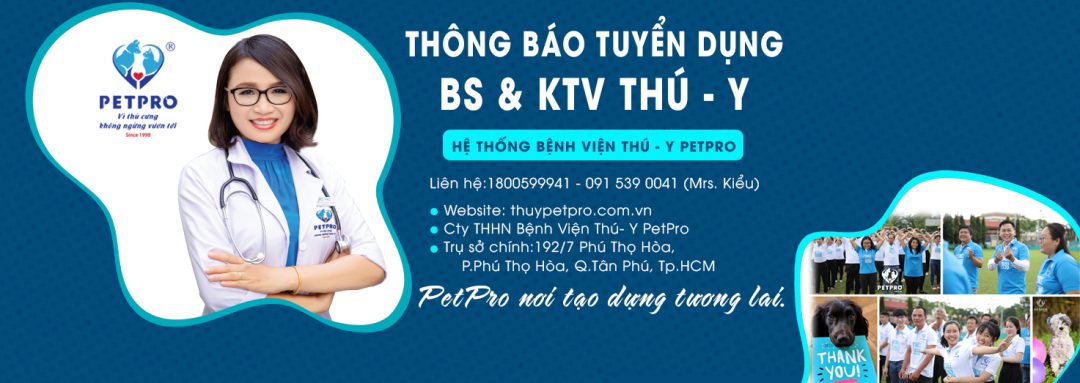 PETPRO
®
Vì thú cưng
không ngừng vươn tới
Since 1998
PETPRO
THÔNG BÁO TUYỂN DỤNG
BS & KTV THÚ - Y
HỆ THỐNG BỆNH VIỆN THÚ - Y PETPRO
Liên hệ:1800599941 - 091 539 0041 (Mrs. Kiểu)
Website: thuypetpro.com.vn
Cty THHN Bệnh Viện Thú- Y PetPro
Trụ sở chính:192/7 Phú Thọ Hòa,
P.Phú Thọ Hòa, Q.Tân Phú, Tp.HCM
PetPro nơi tạo dựng tương lai.
THANK
YOU!